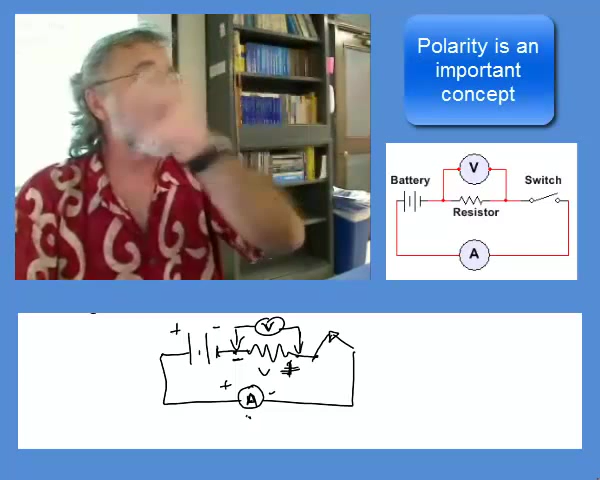 Polarity is an
important
concept
V
Battery
Switch
Resistor
A
+ -
V
-
V +
+ -
A